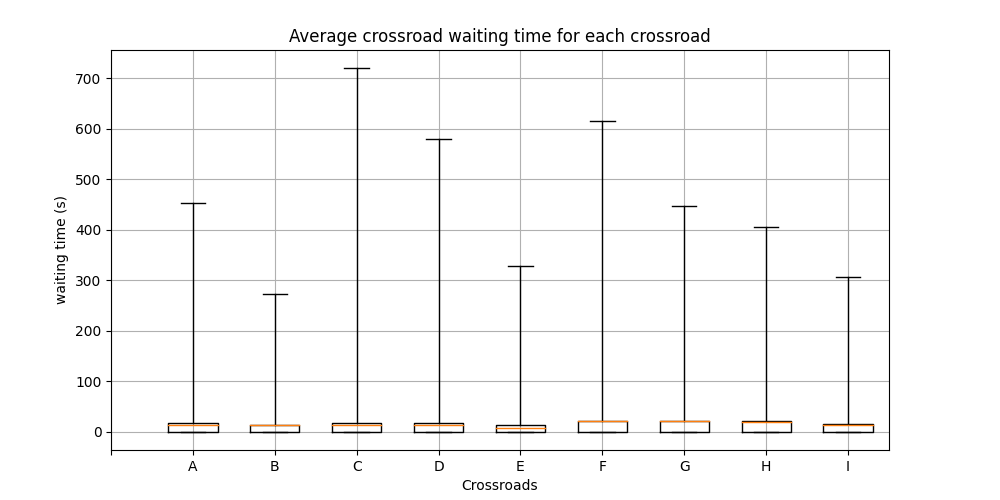 Average crossroad waiting time for each crossroad
waiting time (s)
700
600
500
400
300
200
100
0
A B C D E F G H I
Crossroads